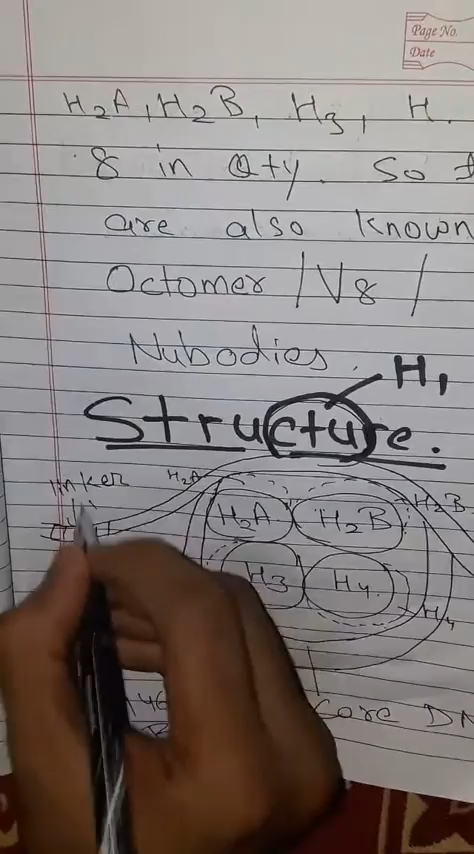 Page No.
Date
H2A, H2B, H3, H.
8 in Qty. So
are also known
Octomer / V8 /
Nubodies.
H1
Structure.
linker
H2A
H2B
H2A H2B
H3 H4
H4
Core DN